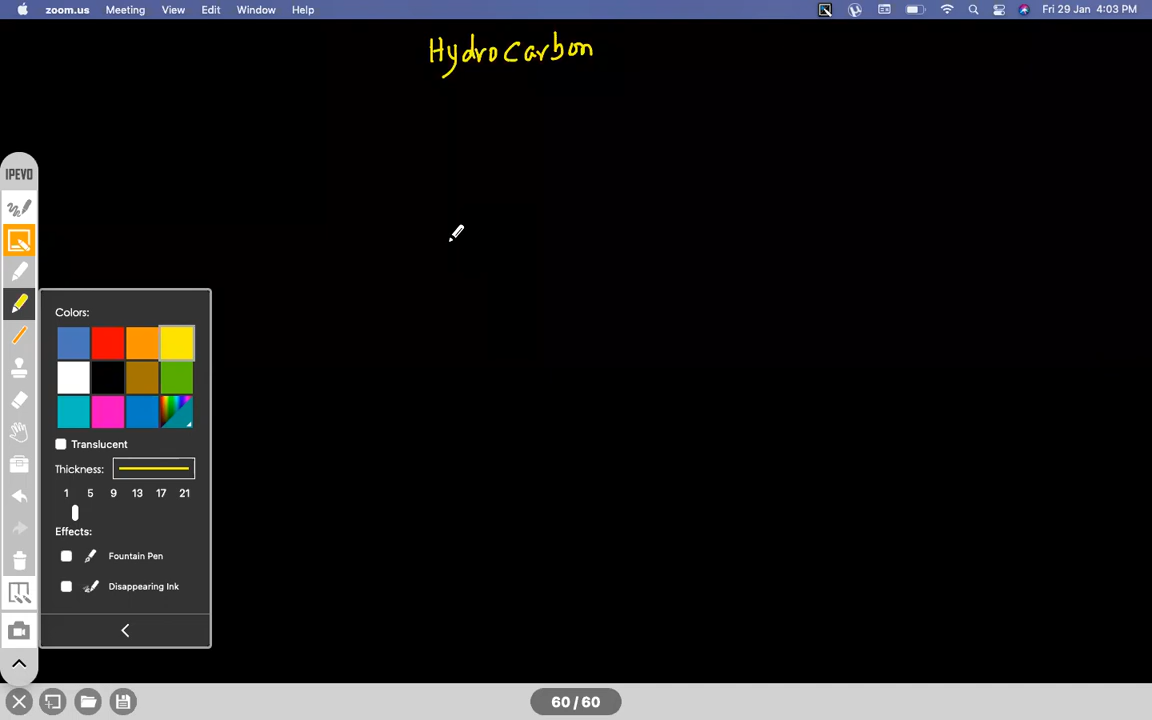 zoom.us Meeting View Edit Window Help Fri 29 Jan 4:03 PM
HydroCarbon
IPEVO
Colors:
Translucent
Thickness:
1 5 9 13 17 21
Effects:
Fountain Pen
Disappearing Ink
60 / 60